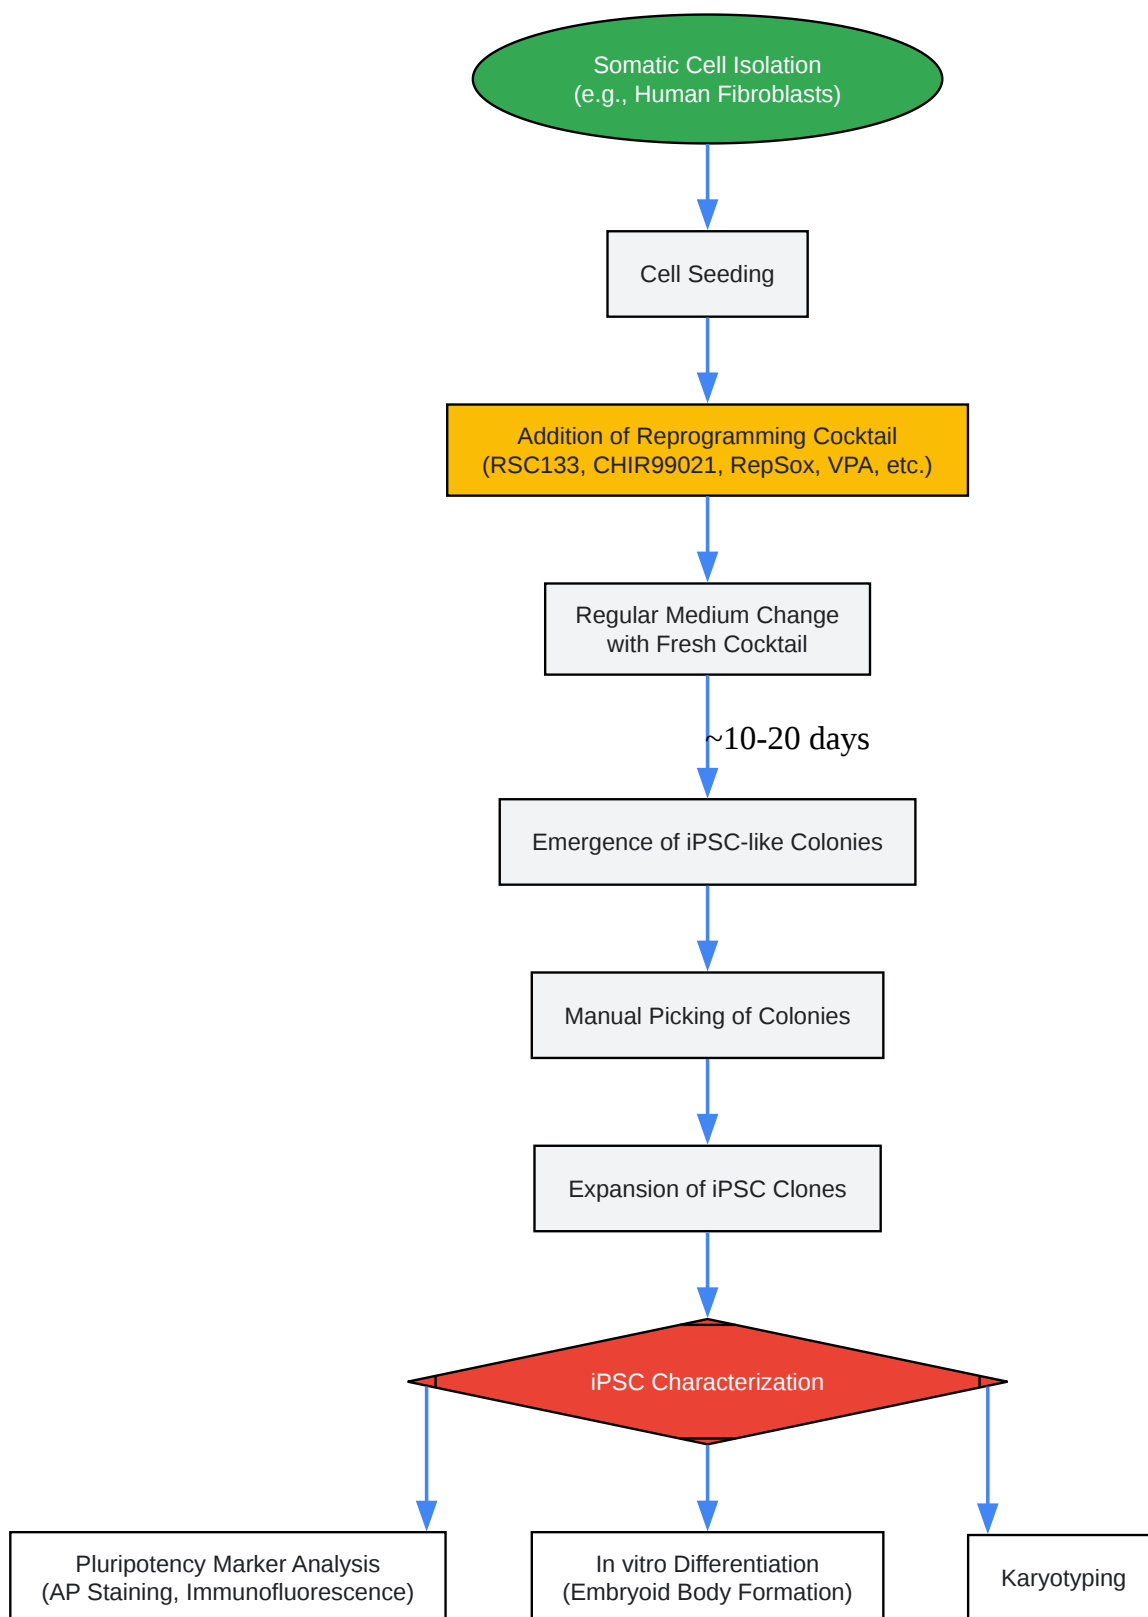 Somatic Cell Isolation
(e.g., Human Fibroblasts)
Cell Seeding
Addition of Reprogramming Cocktail
(RSC133, CHIR99021, RepSox, VPA, etc.)
Regular Medium Change
with Fresh Cocktail
~10-20 days
Emergence of iPSC-like Colonies
Manual Picking of Colonies
Expansion of iPSC Clones
iPSC Characterization
Pluripotency Marker Analysis
(AP Staining, Immunofluorescence)
In vitro Differentiation
(Embryoid Body Formation)
Karyotyping